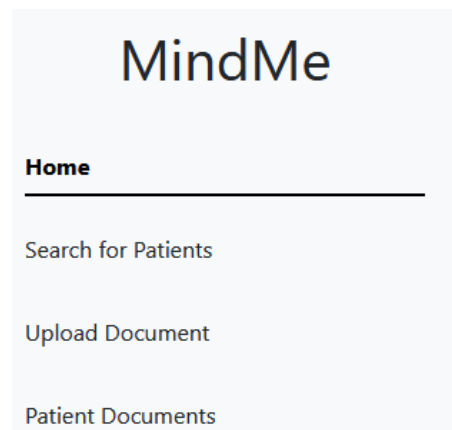 MindMe
Home
Search for Patients
Upload Document
Patient Documents